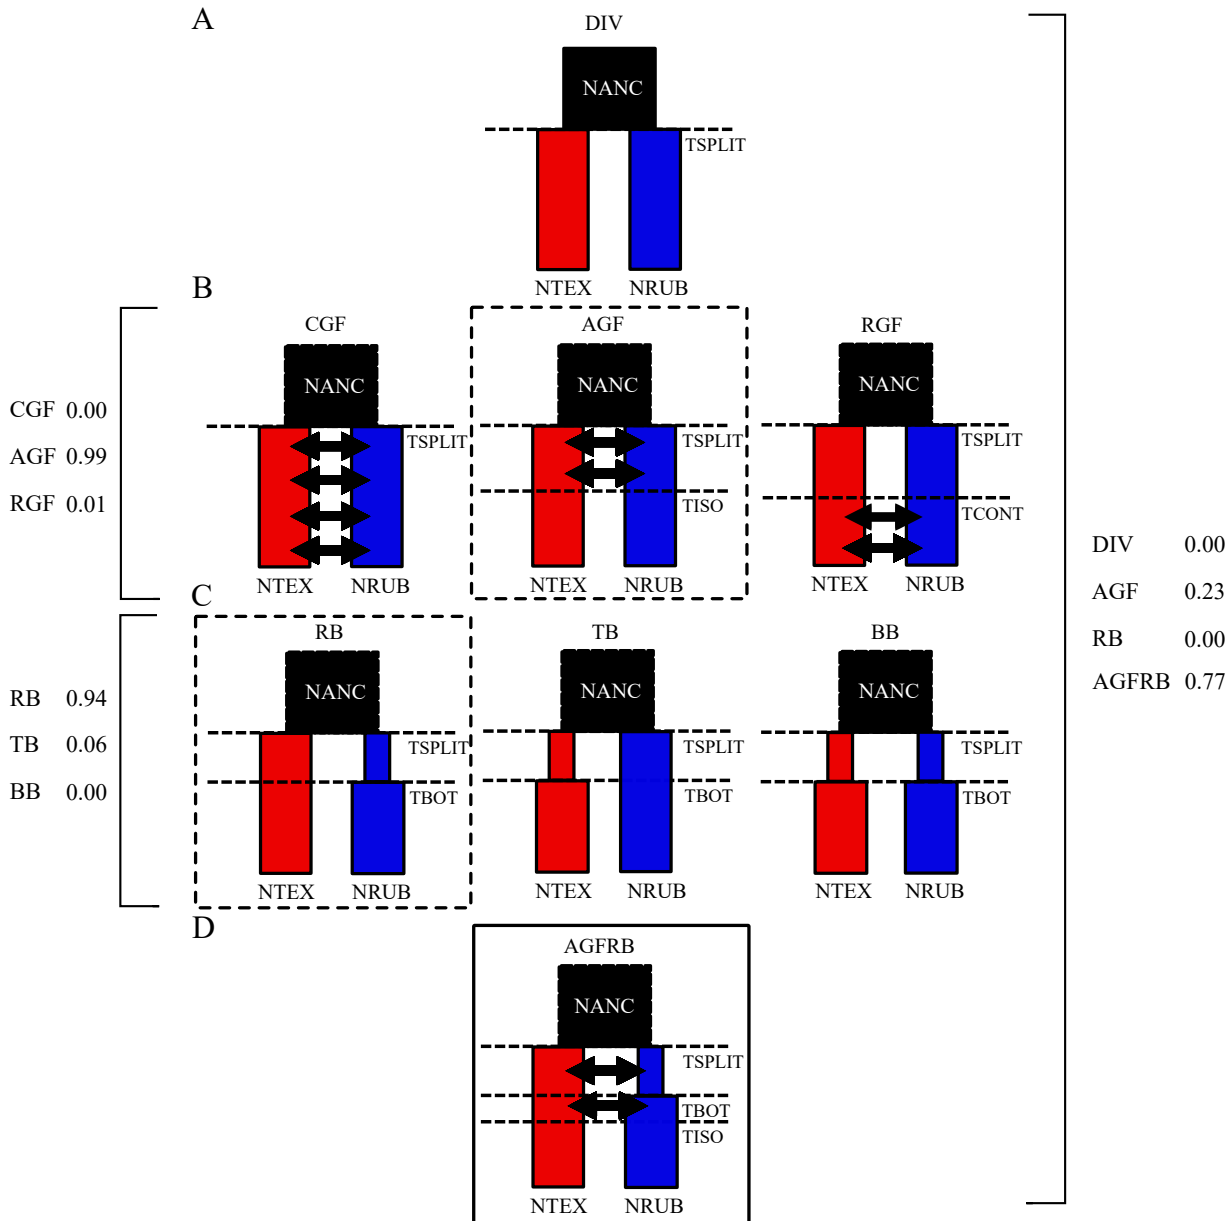 A
DIV
NANC
TSPLIT
NTEX NRUB
B
CGF AGF RGF
NANC NANC NANC
CGF 0.00
AGF 0.99
RGF 0.01
TSPLIT TSPLIT TSPLIT
TISO TCONT
NTEX NRUB NTEX NRUB NTEX NRUB
DIV 0.00
AGF 0.23
RB 0.00
AGFRB 0.77
C
RB TB BB
NANC NANC NANC
RB 0.94
TB 0.06
BB 0.00
TSPLIT TSPLIT TSPLIT
TBOT TBOT TBOT
NTEX NRUB NTEX NRUB NTEX NRUB
D
AGFRB
NANC
TSPLIT
TBOT
TISO
NTEX NRUB